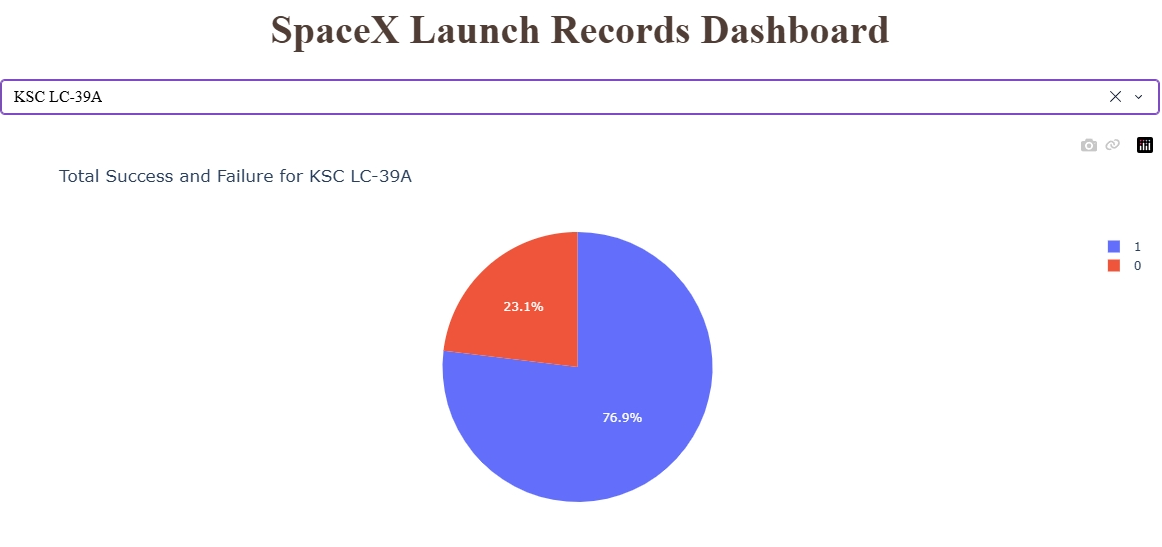 SpaceX Launch Records Dashboard
KSC LC-39A
Total Success and Failure for KSC LC-39A
1
0
23.1%
76.9%